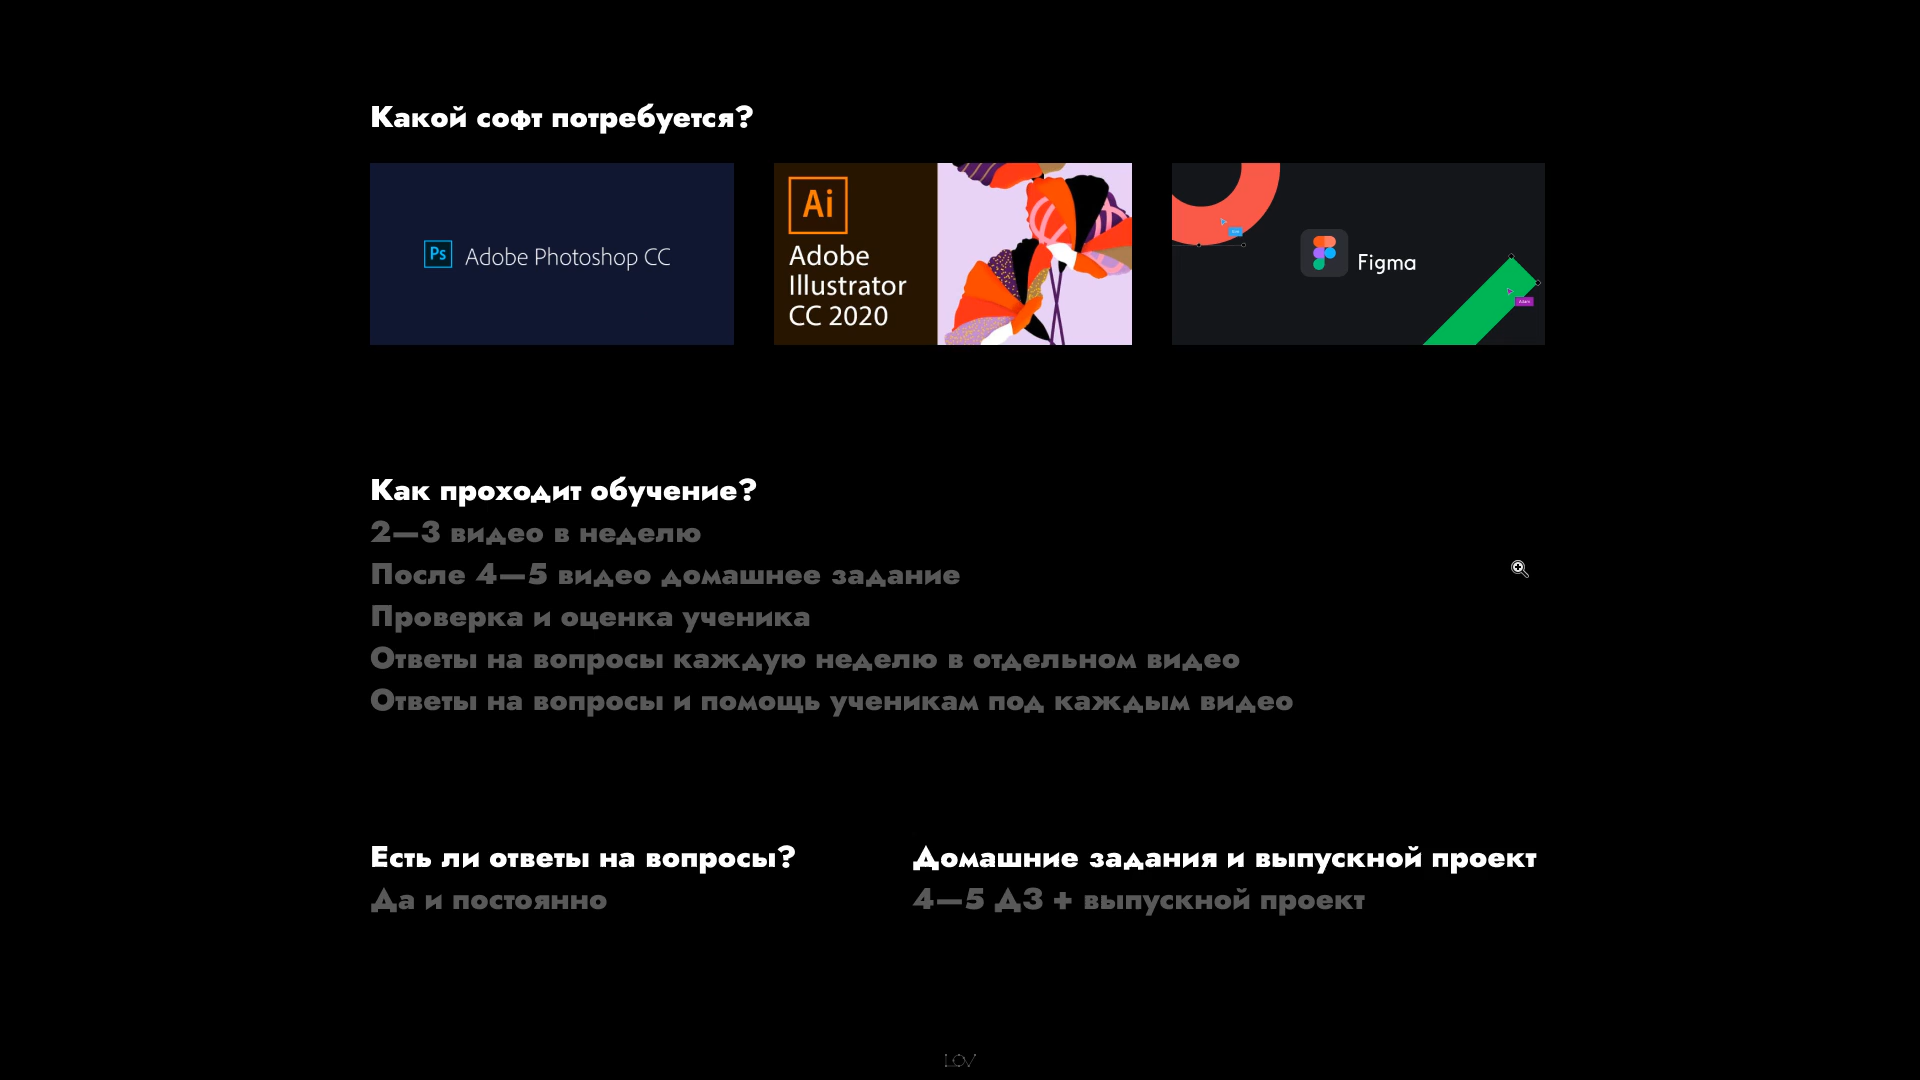 Какой софт потребуется?
Ps Adobe Photoshop CC
Ai
Adobe
Illustrator
CC 2020
Figma
Как проходит обучение?
2—3 видео в неделю
После 4—5 видео домашнее задание
Проверка и оценка ученика
Ответы на вопросы каждую неделю в отдельном видео
Ответы на вопросы и помощь ученикам под каждым видео
Есть ли ответы на вопросы?
Да и постоянно
Домашние задания и выпускной проект
4—5 ДЗ + выпускной проект
LOV